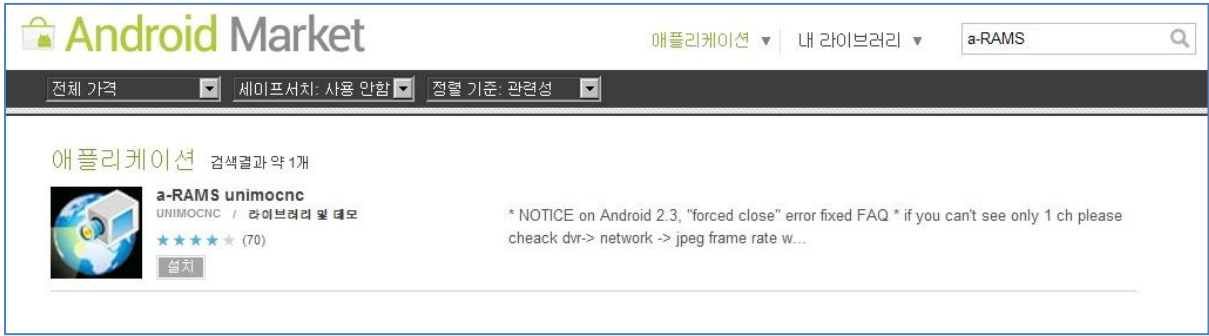 Android Market
애플리케이션 ▼ 내 라이브러리 ▼ a-RAMS
전체 가격 세이프서치: 사용 안함 정렬 기준: 관련성
애플리케이션 검색결과 약 1개
a-RAMS unimocnc
UNIMOCNC / 라이브러리 및 데모
(70)
설치
* NOTICE on Android 2.3, "forced close" error fixed FAQ * if you can't see only 1 ch please
cheack dvr-> network -> jpeg frame rate w...